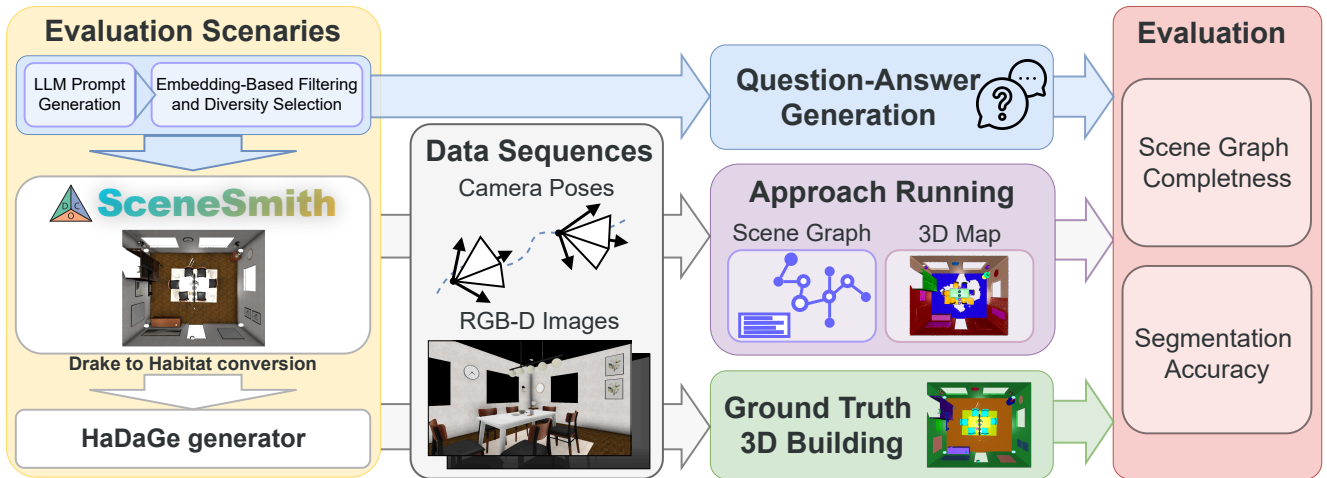 Evaluation Scenarios
LLM Prompt
Generation
Embedding-Based Filtering
and Diversity Selection
D C
O
SceneSmith
Drake to Habitat conversion
HaDaGe generator
Data Sequences
Camera Poses
RGB-D Images
Question-Answer
Generation
?
Approach Running
Scene Graph
3D Map
Ground Truth
3D Building
Evaluation
Scene Graph
Completness
Segmentation
Accuracy